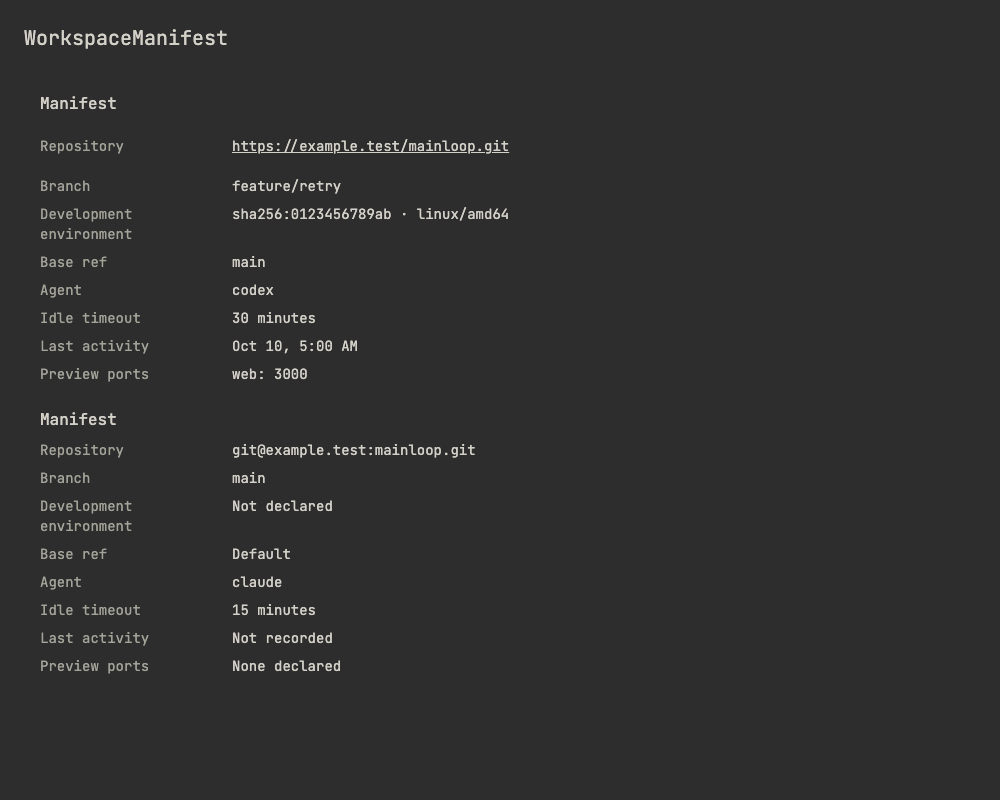 WorkspaceManifest
Manifest
Repository https://example.test/mainloop.git
Branch feature/retry
Development sha256:0123456789ab · linux/amd64
environment
Base ref main
Agent codex
Idle timeout 30 minutes
Last activity Oct 10, 5:00 AM
Preview ports web: 3000
Manifest
Repository git@example.test:mainloop.git
Branch main
Development Not declared
environment
Base ref Default
Agent claude
Idle timeout 15 minutes
Last activity Not recorded
Preview ports None declared